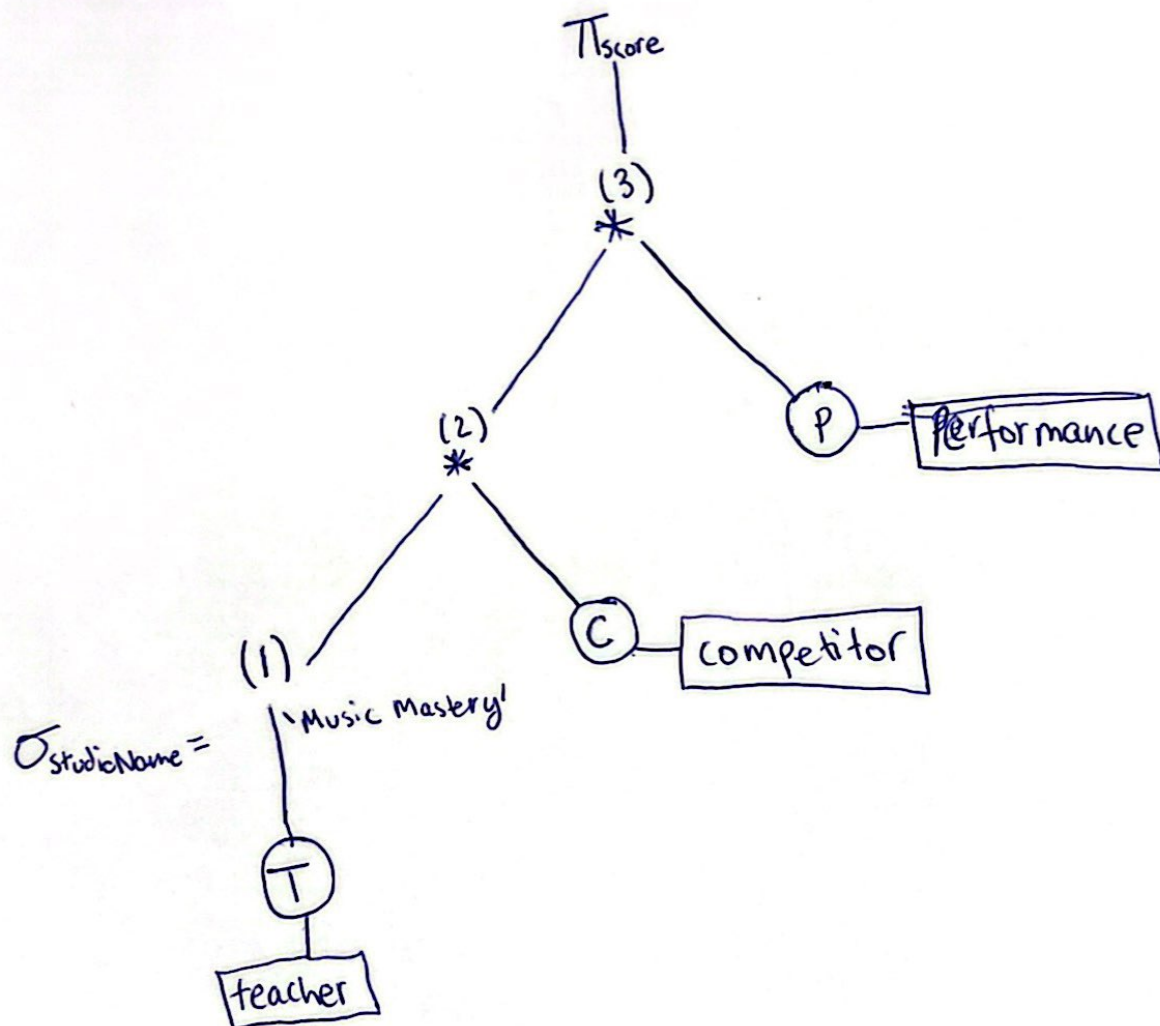 πscore
(3)
*
P performance
(2)
*
C competitor
(1)
σstudioName = 'Music Mastery'
T
teacher